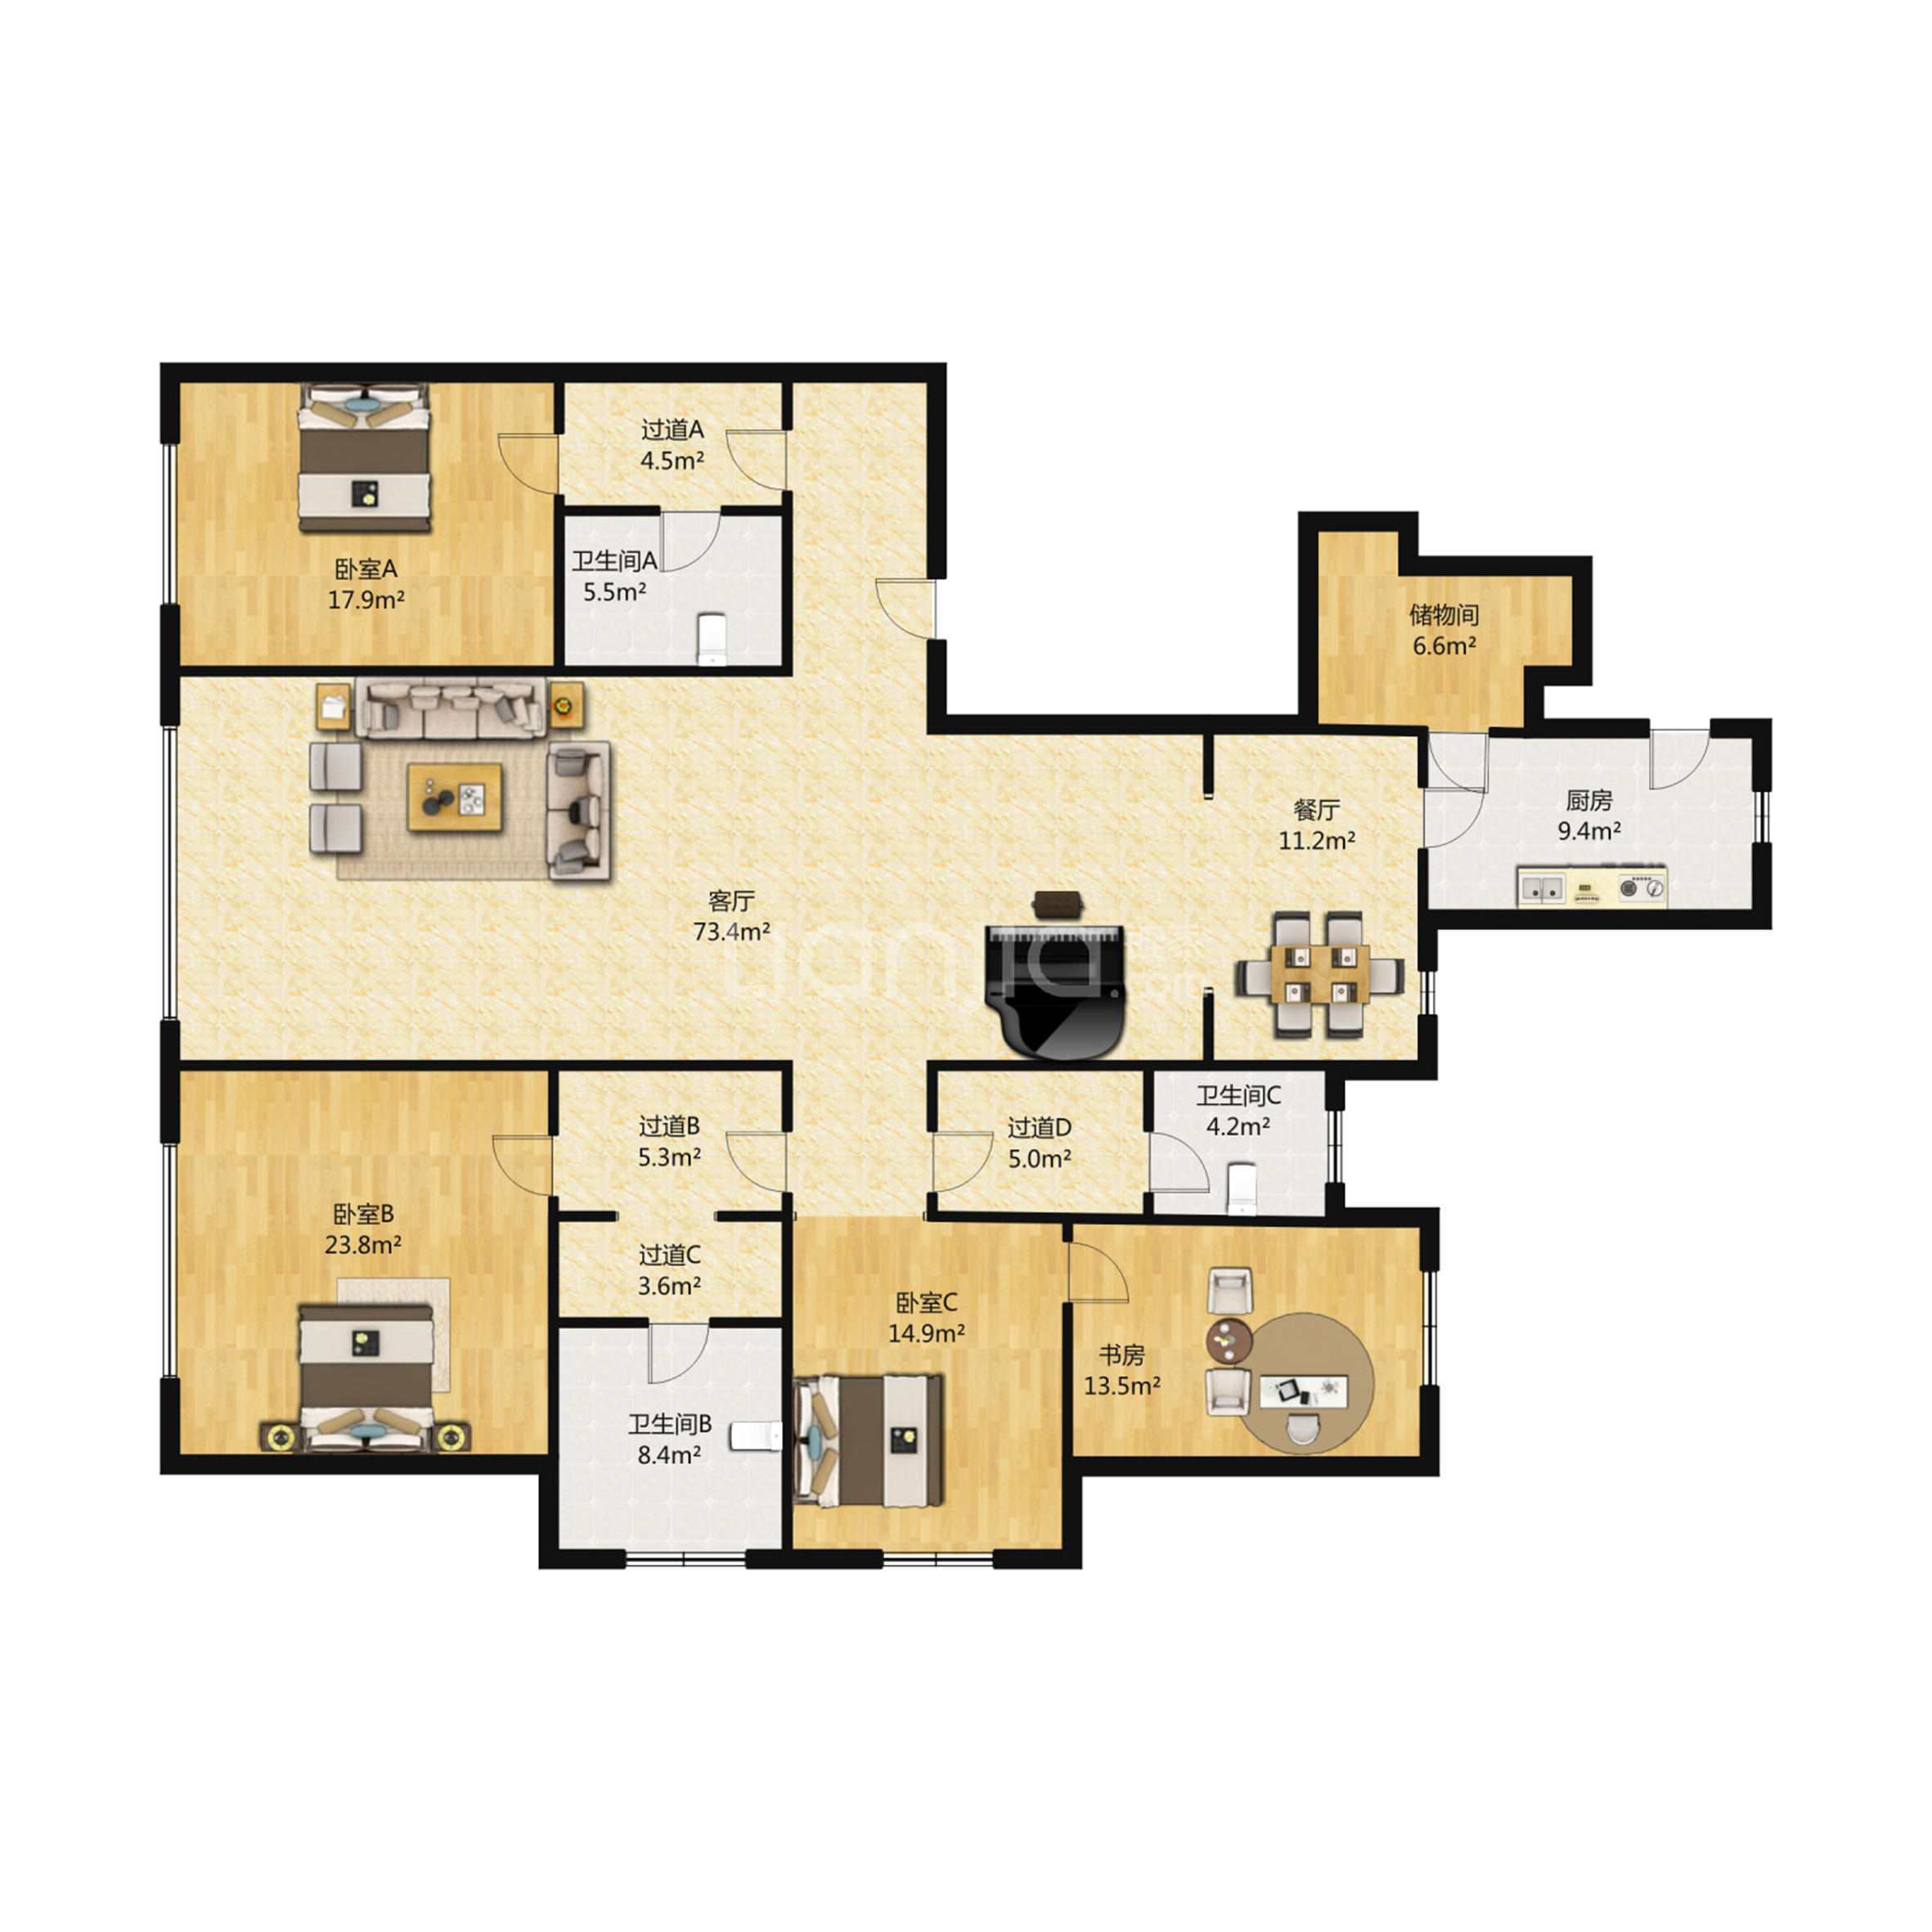 过道A
4.5m²
卫生间A
5.5m²
卧室A
17.9m²
储物间
6.6m²
厨房
9.4m²
餐厅
11.2m²
客厅
73.4m²
过道B
5.3m²
过道D
5.0m²
卫生间C
4.2m²
卧室B
23.8m²
过道C
3.6m²
卧室C
14.9m²
书房
13.5m²
卫生间B
8.4m²